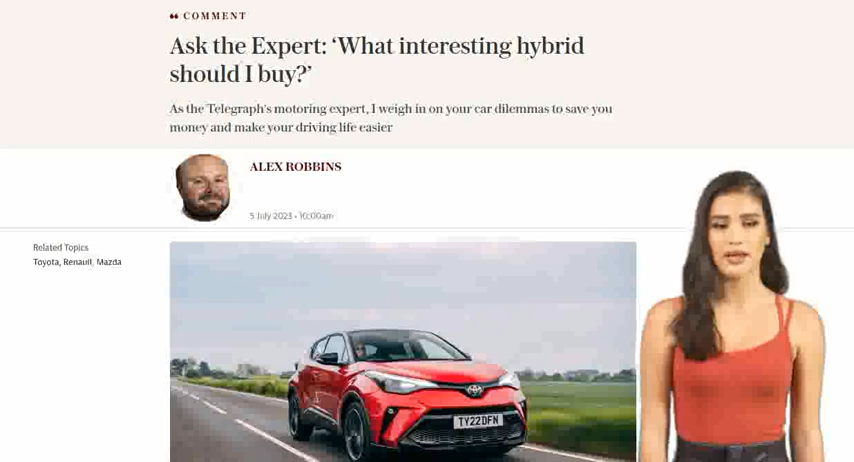 COMMENT
Ask the Expert: ‘What interesting hybrid
should I buy?’
As the Telegraph's motoring expert, I weigh in on your car dilemmas to save you
money and make your driving life easier
ALEX ROBBINS
5 July 2023 • 10:00am
Related Topics
Toyota, Renault, Mazda
TY22DFN